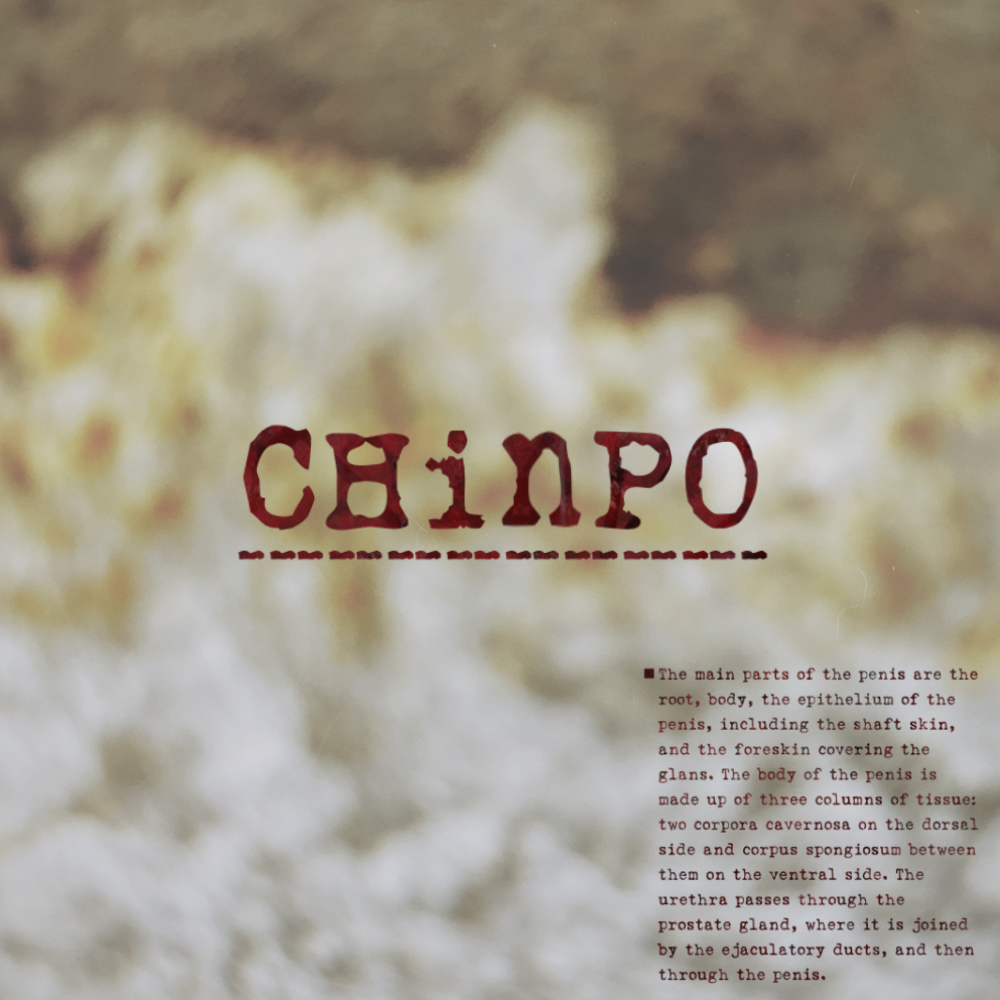 CHinPO
The main parts of the penis are the
root, body, the epithelium of the
penis, including the shaft skin,
and the foreskin covering the
glans. The body of the penis is
made up of three columns of tissue:
two corpora cavernosa on the dorsal
side and corpus spongiosum between
them on the ventral side. The
urethra passes through the
prostate gland, where it is joined
by the ejaculatory ducts, and then
through the penis.